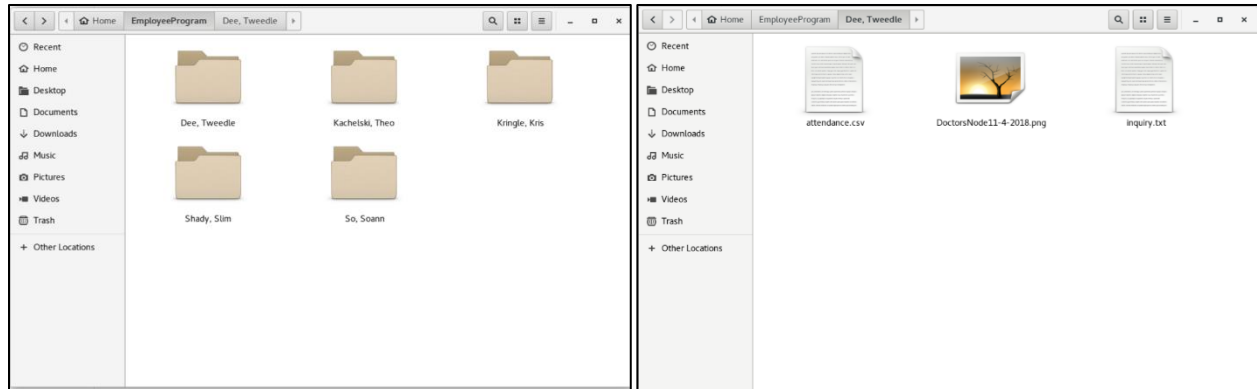 Home EmployeeProgram Dee, Tweedle
Recent
Home
Desktop
Documents
Downloads
Music
Pictures
Videos
Trash
+ Other Locations
Dee, Tweedle
Kachelski, Theo
Kringle, Kris
Shady, Slim
So, Soann
Home EmployeeProgram Dee, Tweedle
Recent
Home
Desktop
Documents
Downloads
Music
Pictures
Videos
Trash
+ Other Locations
attendance.csv
DoctorsNode11-4-2018.png
inquiry.txt